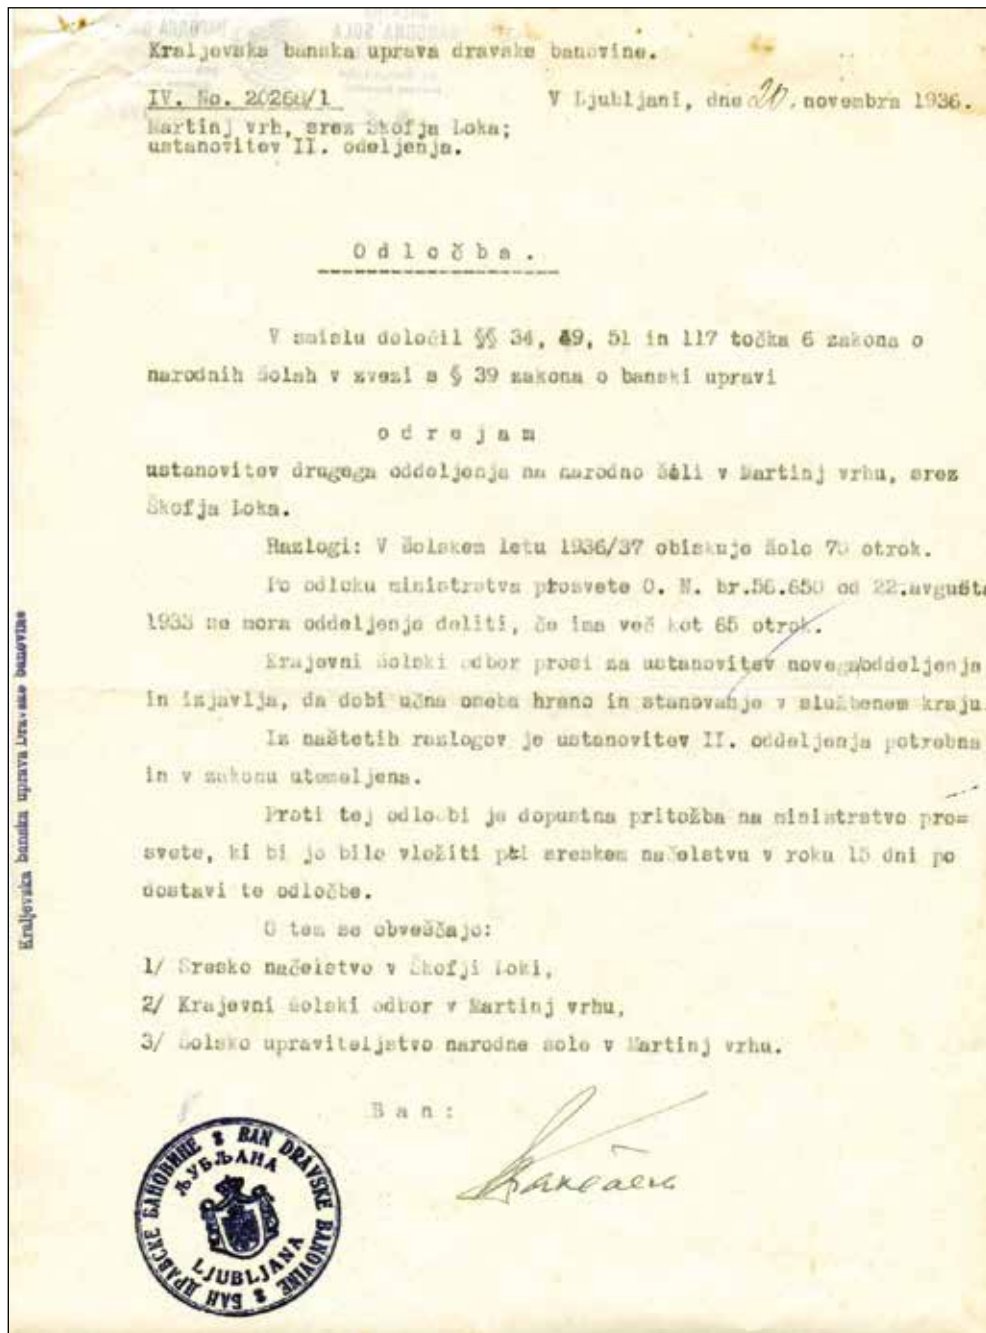 Kraljevska banska uprava dravske banovine.
IV. No. 20268/1
V Ljubljani, dne 20. novembra 1936.
Martinj vrh, srez Škofja Loka;
ustanovitev II. odeljenja.
Odločba.
V smislu določil §§ 34, 49, 51 in 117 točka 6 zakona o
narodnih šolah v zvezi s § 39 zakona o banski upravi
odrejam
ustanovitev drugega oddeljenja na narodno šoli v Martinj vrhu, srez
Škofja Loka.
Razlogi: V šolskem letu 1936/37 obiskuje šolo 70 otrok.
Po odloku ministrstva prosvete O. N. br.56.650 od 22.avgusta
1933 se mora oddeljenje deliti, če ima več kot 65 otrok.
Krajevni šolski odbor prosi za ustanovitev novega oddeljenja
in izjavlja, da dobi učna oseba hrano in stanovanje v službenem kraju.
Iz naštetih razlogov je ustanovitev II. oddeljenja potrebna
in v zakonu utemeljena.
Proti tej odločbi je dopustna pritožba na ministrstvo pro=
svete, ki bi jo bilo vložiti pri sreskem načelstvu v roku 15 dni po
dostavi te odločbe.
O tem se obveščajo:
1/ Sresko načelstvo v Škofji Loki,
2/ Krajevni šolski odbor v Martinj vrhu,
3/ Šolsko upraviteljstvo narodne šole v Martinj vrhu.
Ban:
Kraljevska banska uprava Dravske banovine
БАН ДРАВСКЕ БАНОВИНЕ * BAN DRAVSKE BANOVINE *
ЉУБЉАНА
LJUBLJANA